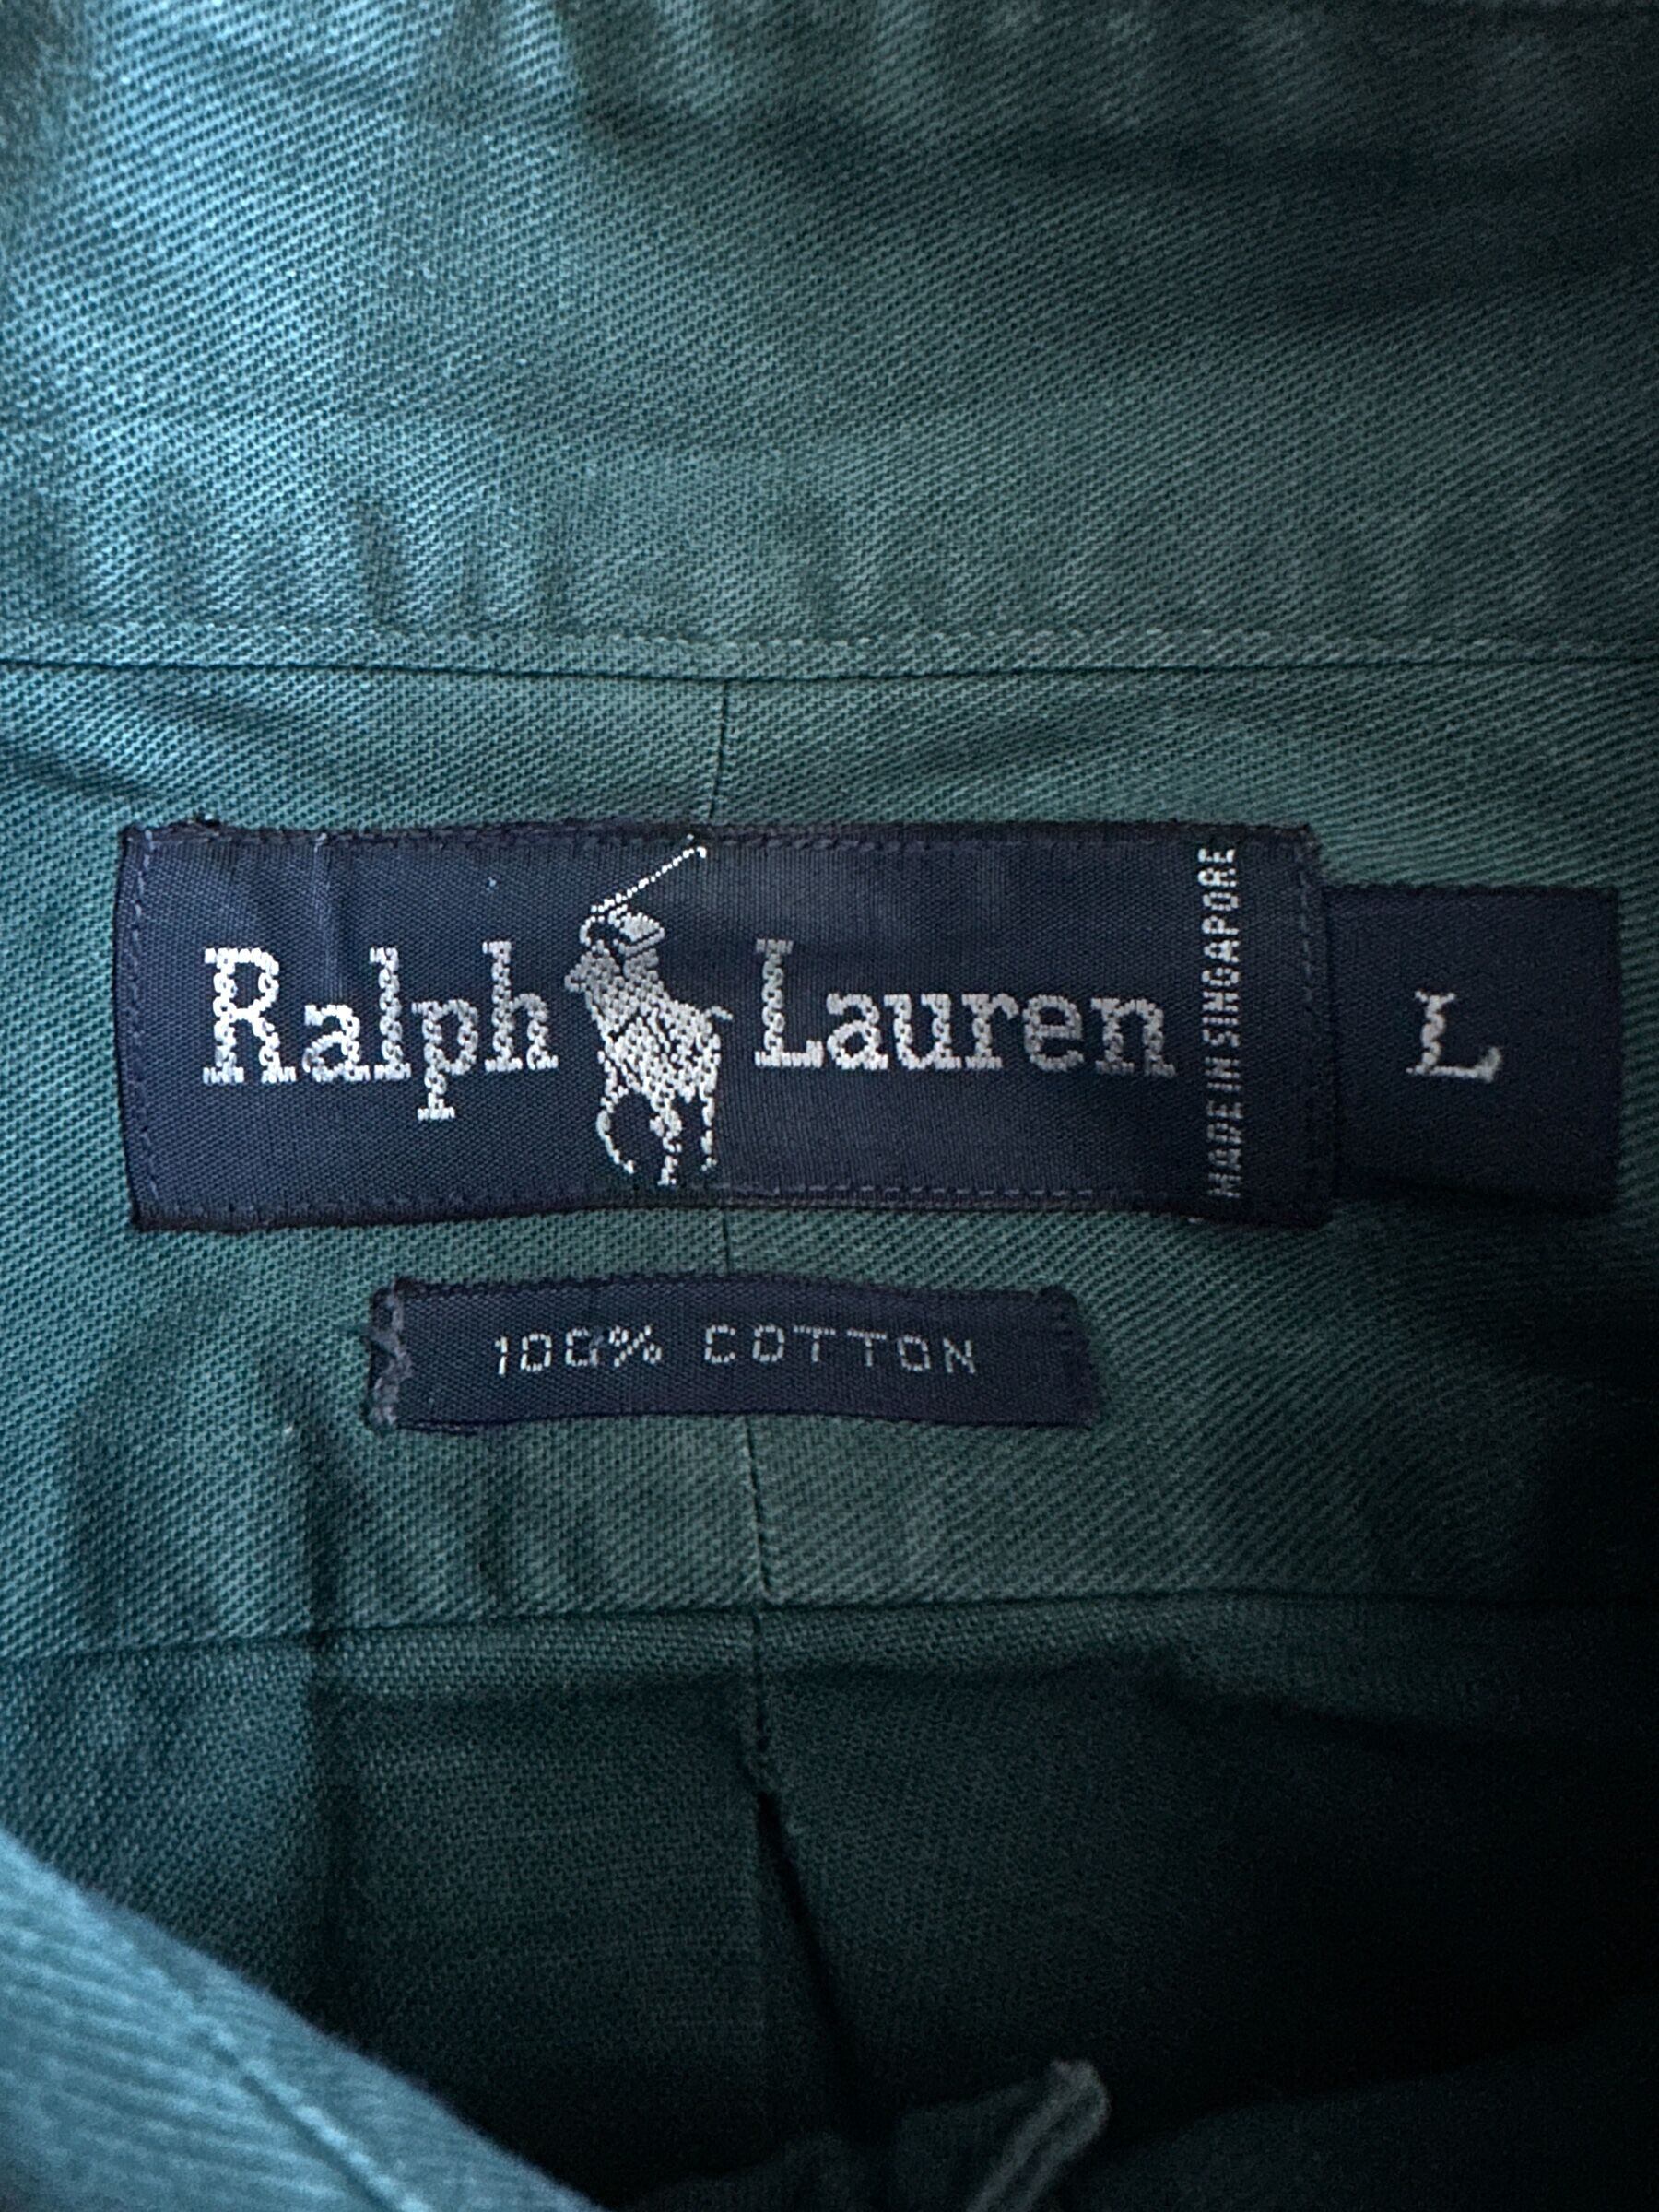 Ralph Lauren
MADE IN SINGAPORE
L
100% COTTON